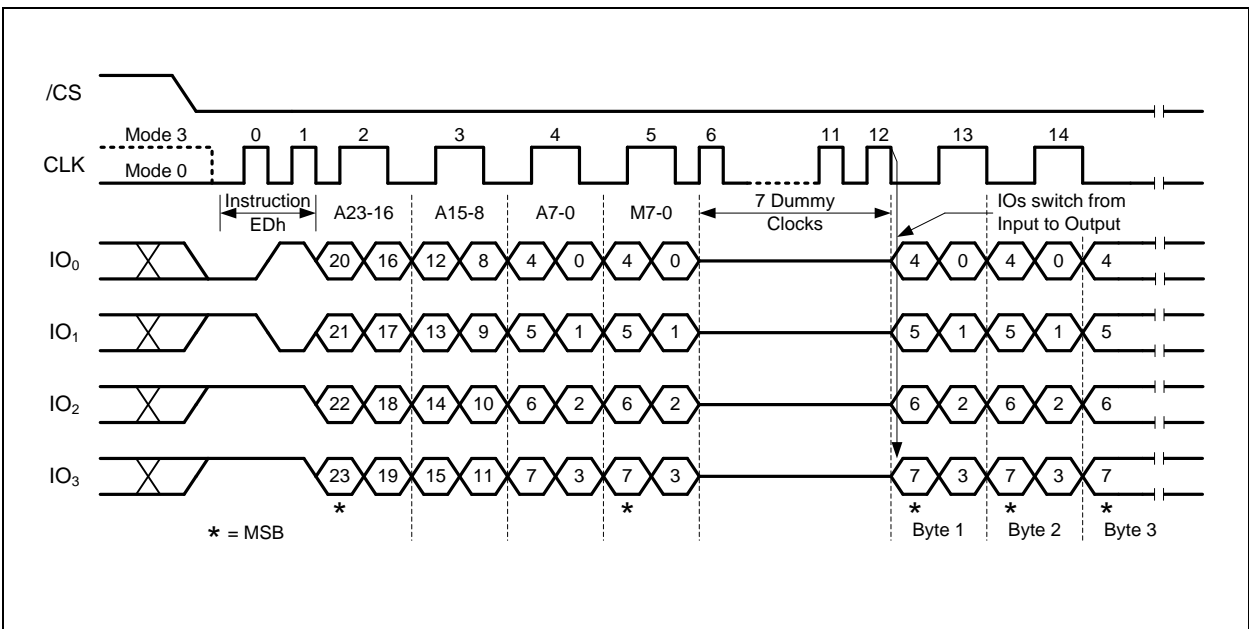 /CS
Mode 3 0 1 2 3 4 5 6 11 12 13 14
CLK
Mode 0
Instruction
EDh
A23-16 A15-8 A7-0 M7-0
7 Dummy
Clocks
IOs switch from
Input to Output
IO₀ 20 16 12 8 4 0 4 0 4 0 4 0 4
IO₁ 21 17 13 9 5 1 5 1 5 1 5 1 5
IO₂ 22 18 14 10 6 2 6 2 6 2 6 2 6
IO₃ 23 19 15 11 7 3 7 3 7 3 7 3 7
* * * * *
* = MSB
Byte 1 Byte 2 Byte 3